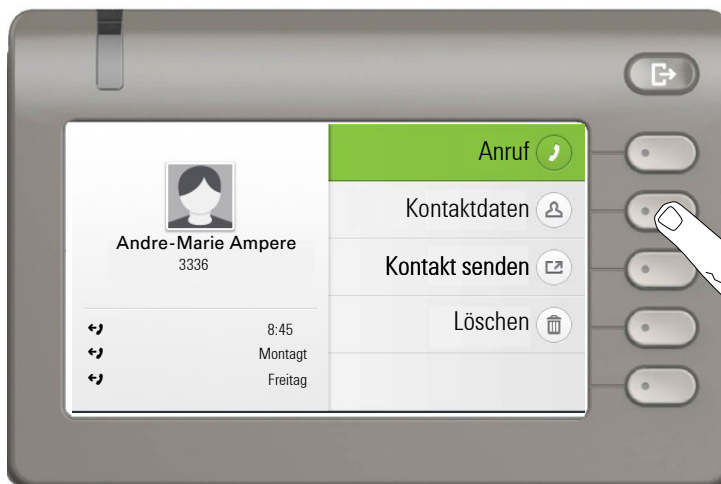 Andre-Marie Ampere
3336
8:45
Montagt
Freitag
Anruf
Kontaktdaten
Kontakt senden
Löschen